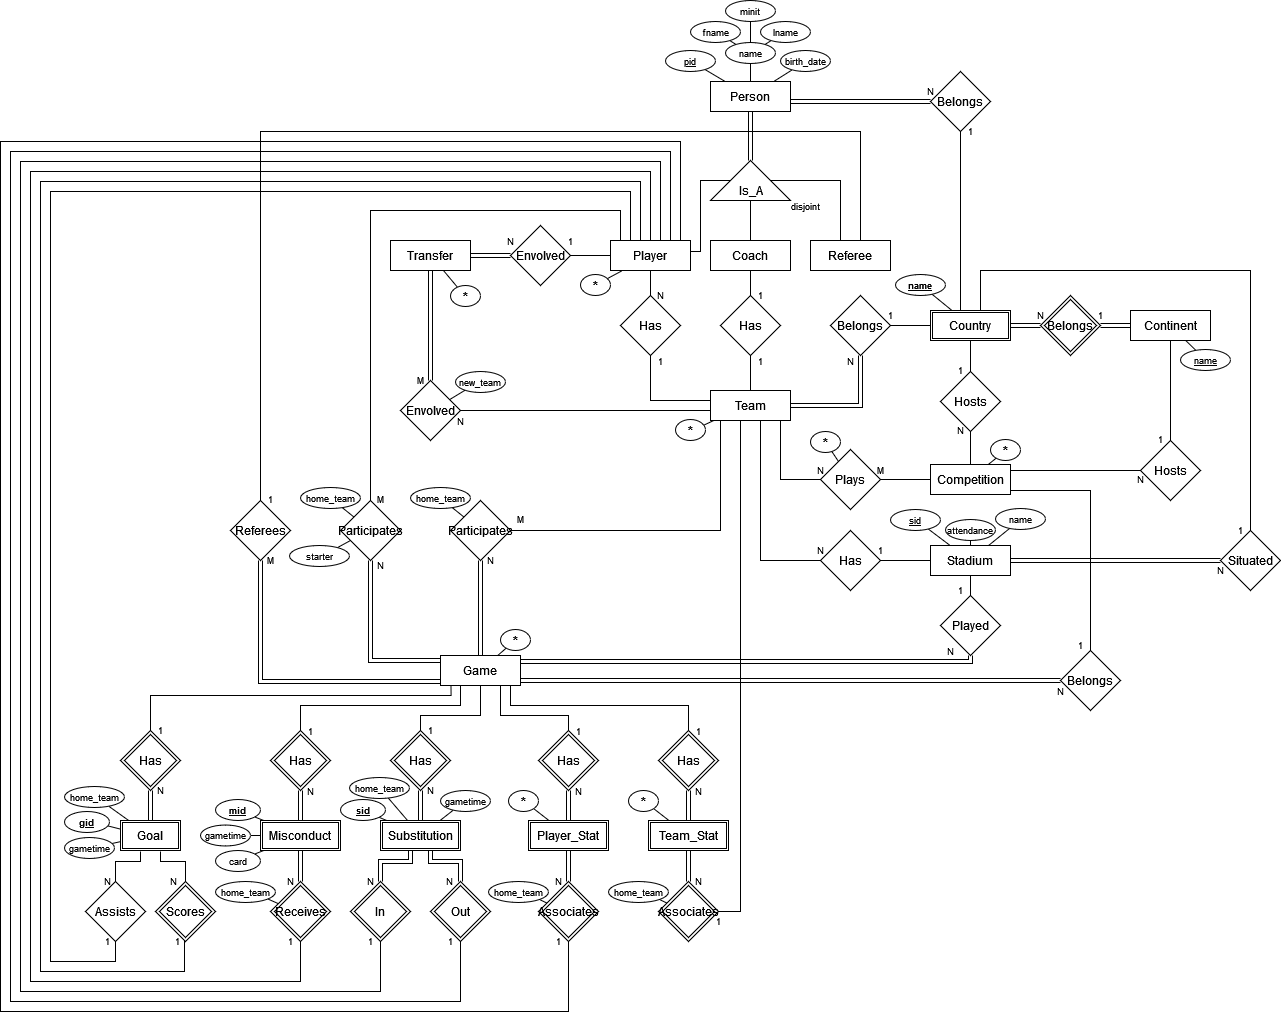 minit
fname
lname
name
pid
birth_date
Person
N
Belongs
1
Is_A
disjoint
Transfer
N
Envolved
1
Player
Coach
Referee
*
*
name
N
1
1
N
Has
Has
Belongs
1
Country
N
Belongs
1
Continent
name
1
1
N
M
new_team
Envolved
N
Team
*
1
Hosts
N
*
N
Plays
M
*
Competition
1
Hosts
N
home_team
M
home_team
1
Referees
Participates
Participates
M
starter
M
N
N
sid
attendance
name
N
Has
1
Stadium
1
Situated
N
1
Played
N
*
Game
1
Belongs
N
1
1
1
1
1
Has
Has
Has
Has
Has
N
N
N
N
N
home_team
gid
gametime
Goal
mid
gametime
card
Misconduct
home_team
sid
gametime
Substitution
*
Player_Stat
*
Team_Stat
N
N
N
N
N
N
N
home_team
home_team
home_team
Assists
Scores
Receives
In
Out
Associates
Associates
1
1
1
1
1
1
1